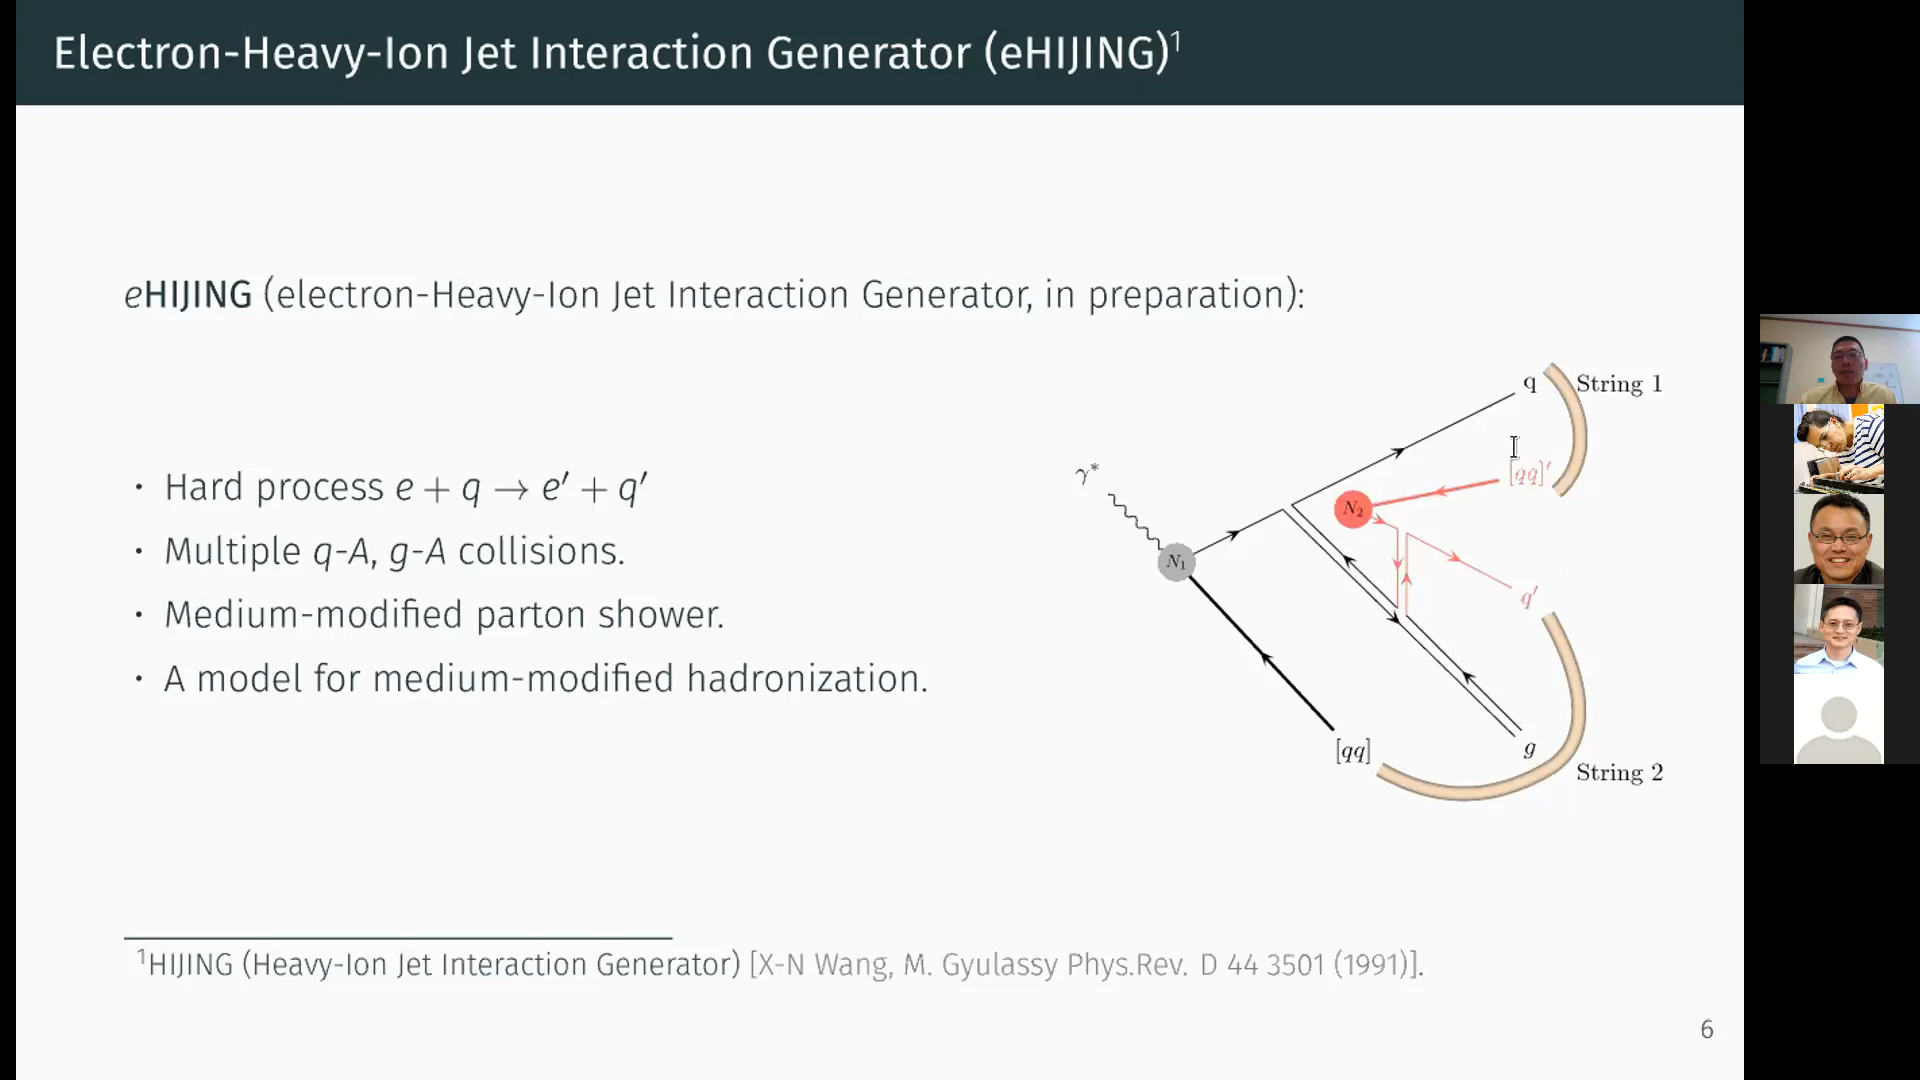 Electron-Heavy-Ion Jet Interaction Generator (eHIJING)¹
eHIJING (electron-Heavy-Ion Jet Interaction Generator, in preparation):
• Hard process e + q → e′ + q′
• Multiple q-A, g-A collisions.
• Medium-modified parton shower.
• A model for medium-modified hadronization.
γ*
N₁
N₂
q
String 1
[qq]′
q′
[qq]
g
String 2
¹HIJING (Heavy-Ion Jet Interaction Generator) [X-N Wang, M. Gyulassy Phys.Rev. D 44 3501 (1991)].
6